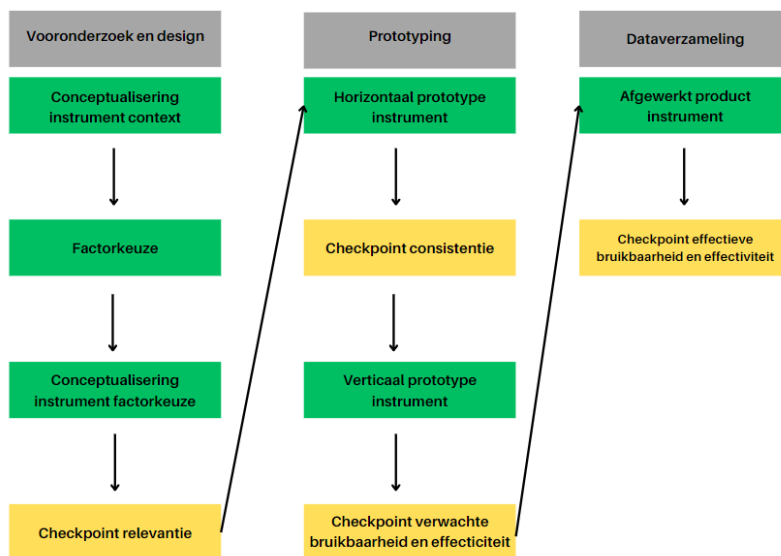 Vooronderzoek en design
Conceptualisering
instrument context
Factorkeuze
Conceptualisering
instrument factorkeuze
Checkpoint relevantie
Prototyping
Horizontaal prototype
instrument
Checkpoint consistentie
Verticaal prototype
instrument
Checkpoint verwachte
bruikbaarheid en effecticiteit
Dataverzameling
Afgewerkt product
instrument
Checkpoint effectieve
bruikbaarheid en effectiviteit